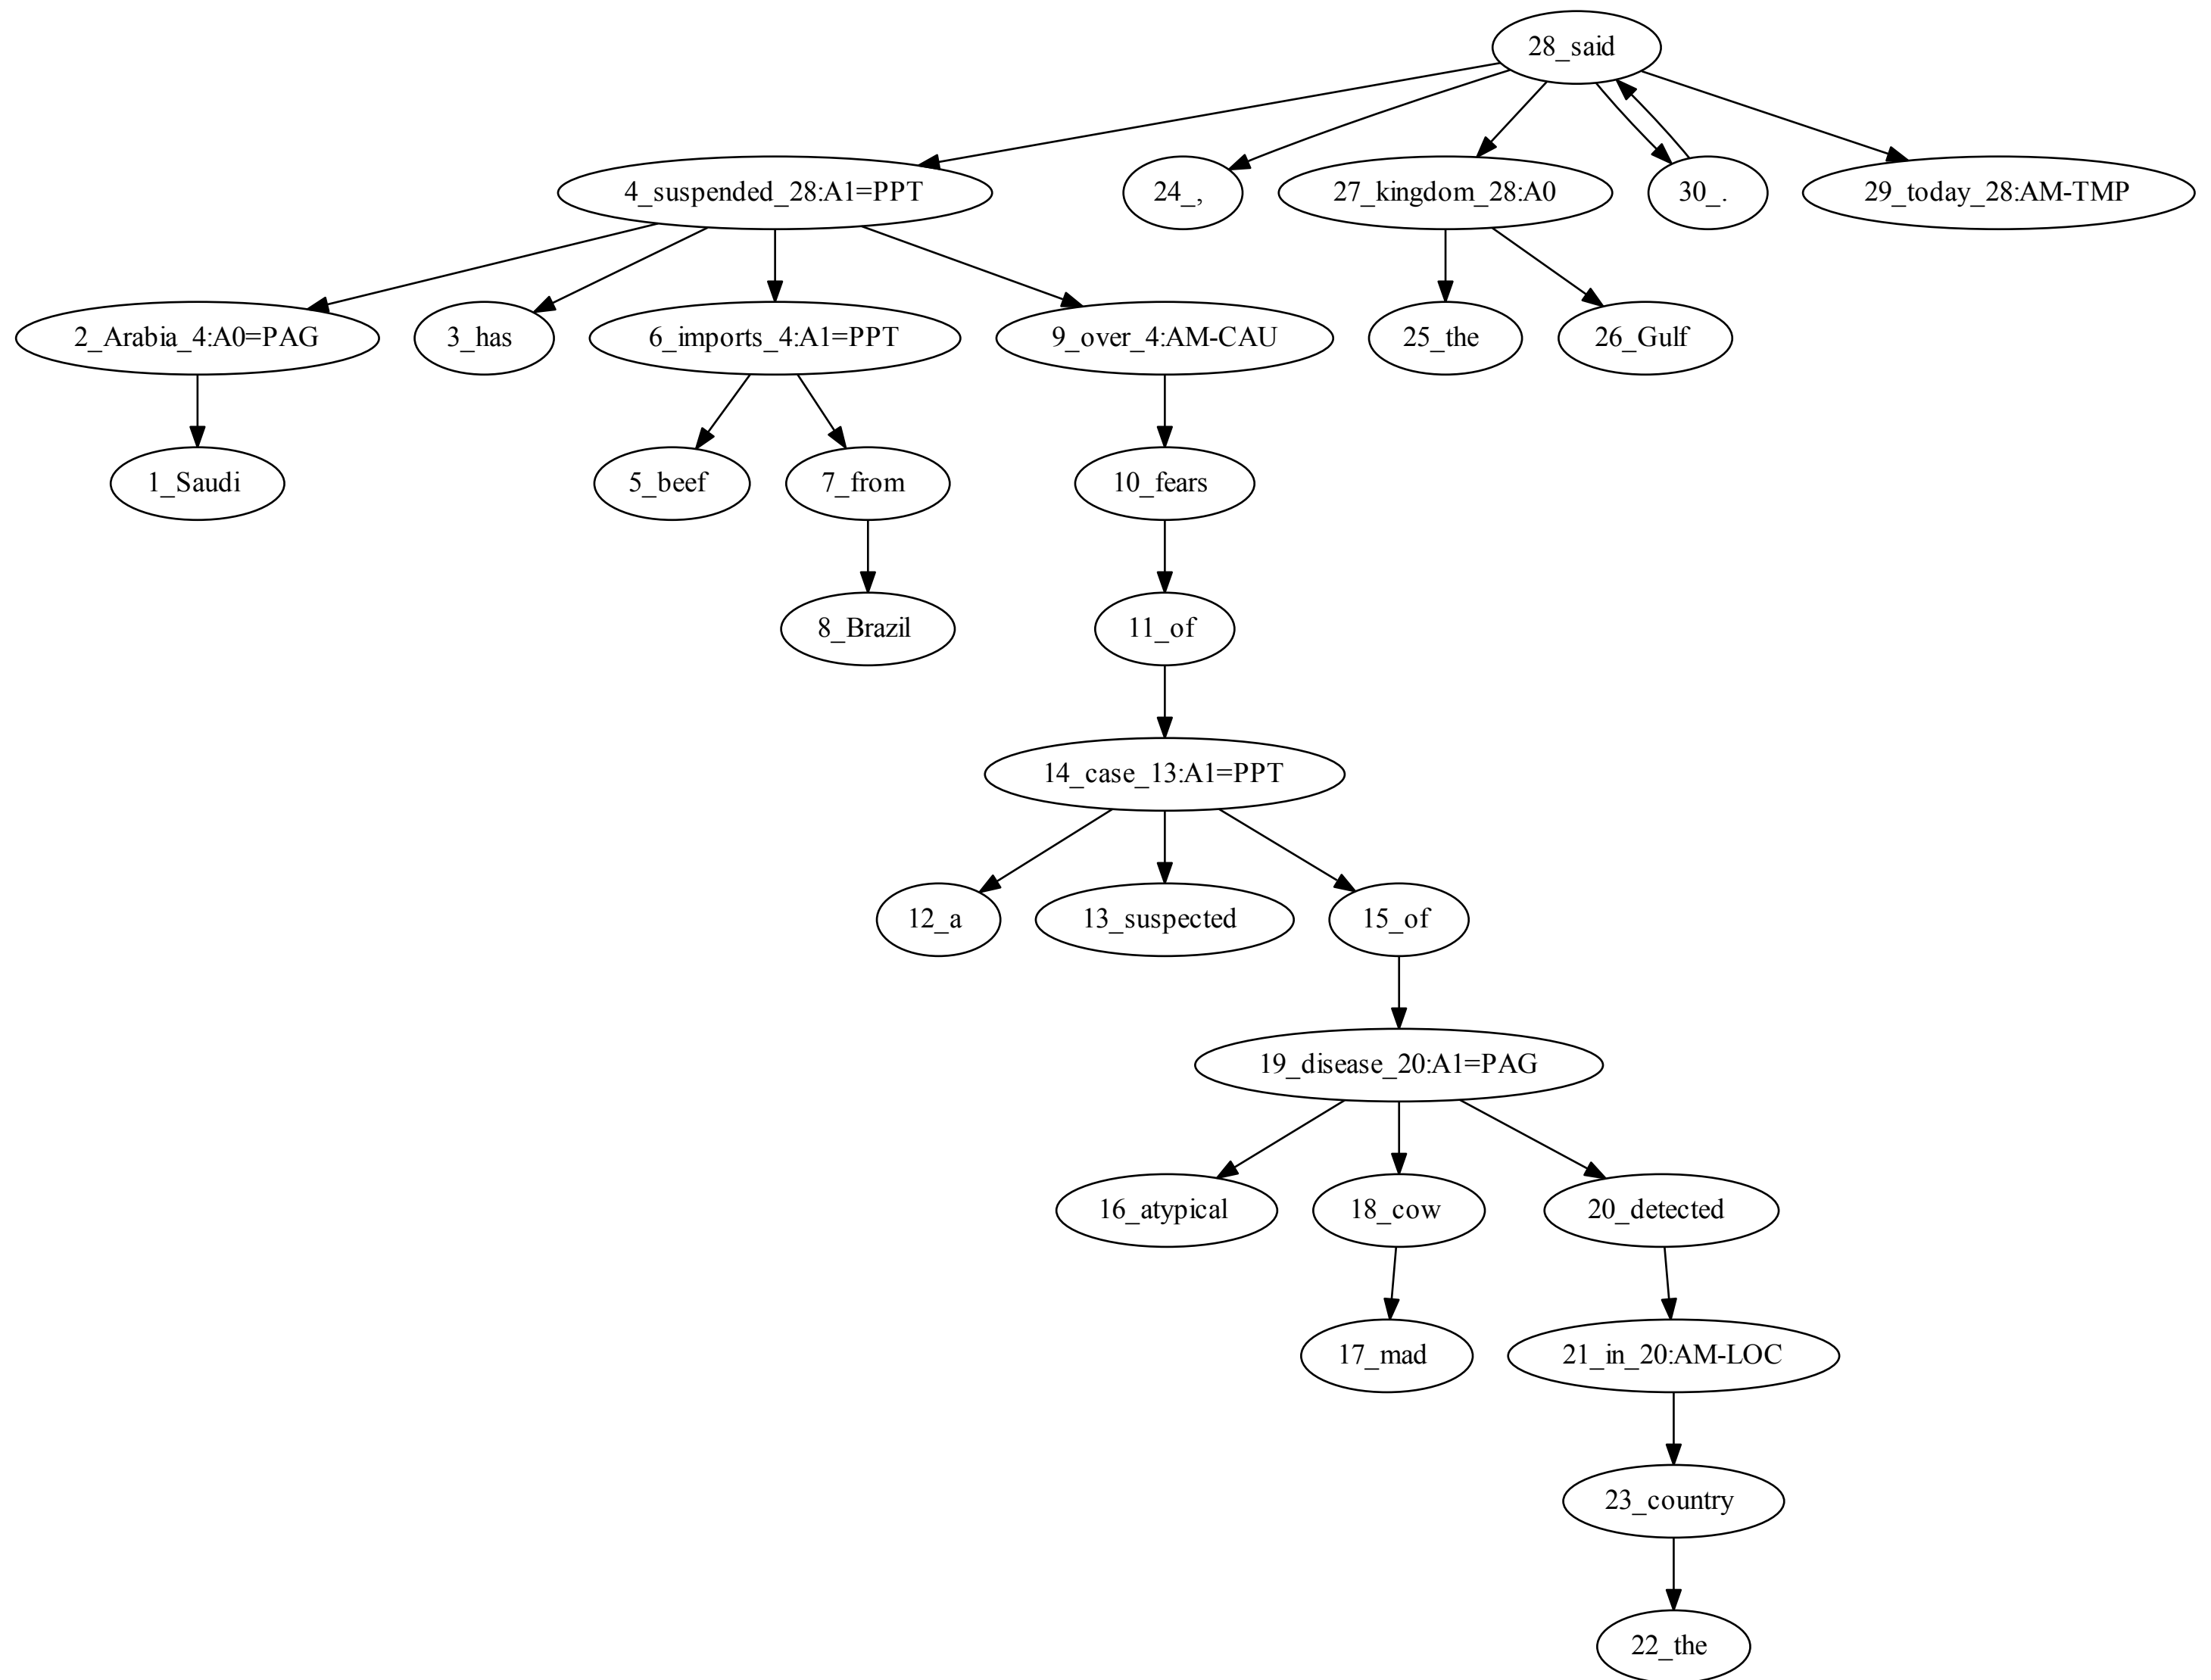 28_said
4_suspended_28:A1=PPT
24_,
27_kingdom_28:A0
30_.
29_today_28:AM-TMP
2_Arabia_4:A0=PAG
3_has
6_imports_4:A1=PPT
9_over_4:AM-CAU
25_the
26_Gulf
1_Saudi
5_beef
7_from
10_fears
8_Brazil
11_of
14_case_13:A1=PPT
12_a
13_suspected
15_of
19_disease_20:A1=PAG
16_atypical
18_cow
20_detected
17_mad
21_in_20:AM-LOC
23_country
22_the